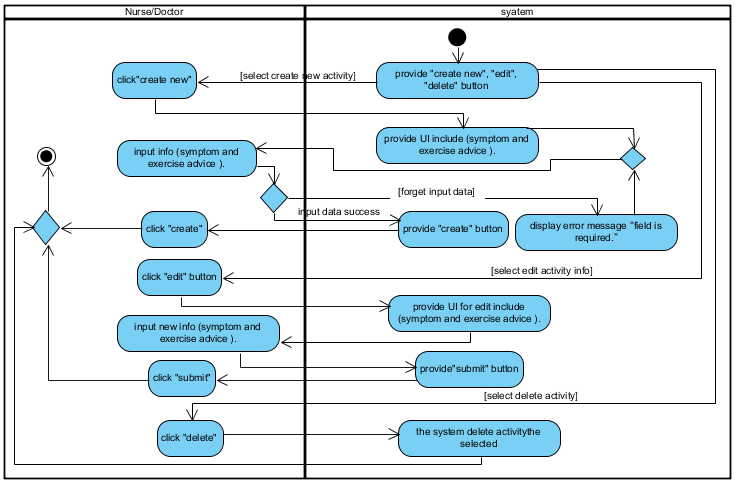 Nurse/Doctor
syatem
click"create new"
[select create new activity]
provide "create new", "edit",
"delete" button
input info (symptom and
exercise advice ).
provide UI include (symptom and
exercise advice ).
[forget input data]
input data success
click "create"
provide "create" button
display error message "field is
required."
click "edit" button
[select edit activity info]
provide UI for edit include
(symptom and exercise advice ).
input new info (symptom and
exercise advice ).
click "submit"
provide"submit" button
[select delete activity]
click "delete"
the system delete activitythe
selected